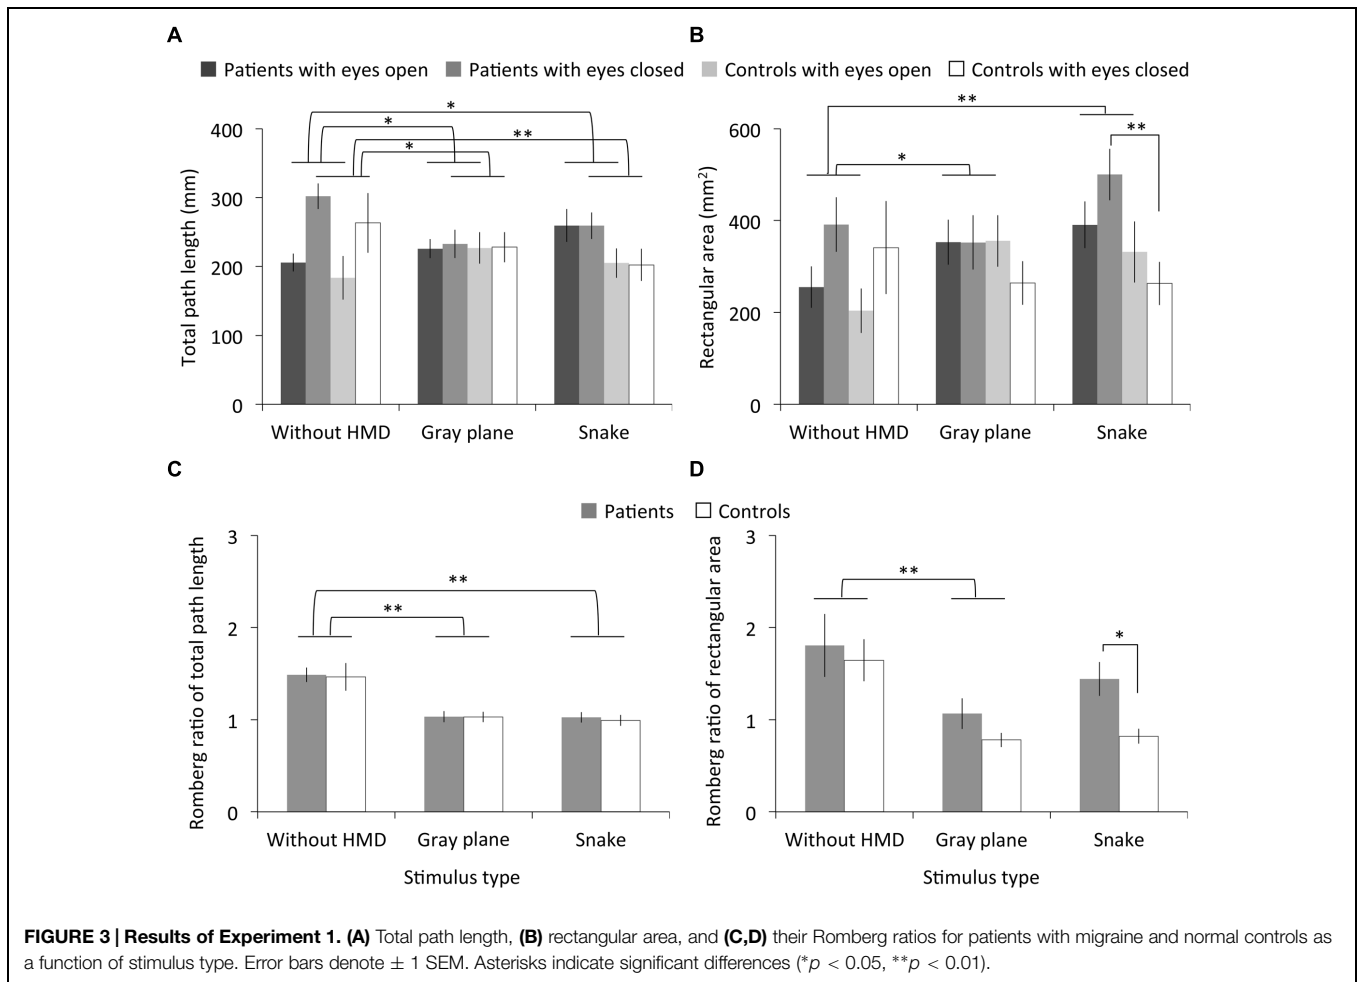 A
B
Patients with eyes open Patients with eyes closed Controls with eyes open Controls with eyes closed
Total path length (mm)
400
300
200
100
0
* * ** *
Without HMD Gray plane Snake
Rectangular area (mm²)
600
400
200
0
** * **
Without HMD Gray plane Snake
C
D
Patients Controls
Romberg ratio of total path length
3
2
1
0
** **
Without HMD Gray plane Snake
Stimulus type
Romberg ratio of rectangular area
3
2
1
0
** *
Without HMD Gray plane Snake
Stimulus type
FIGURE 3 | Results of Experiment 1. (A) Total path length, (B) rectangular area, and (C,D) their Romberg ratios for patients with migraine and normal controls as
a function of stimulus type. Error bars denote ± 1 SEM. Asterisks indicate significant differences (*p < 0.05, **p < 0.01).